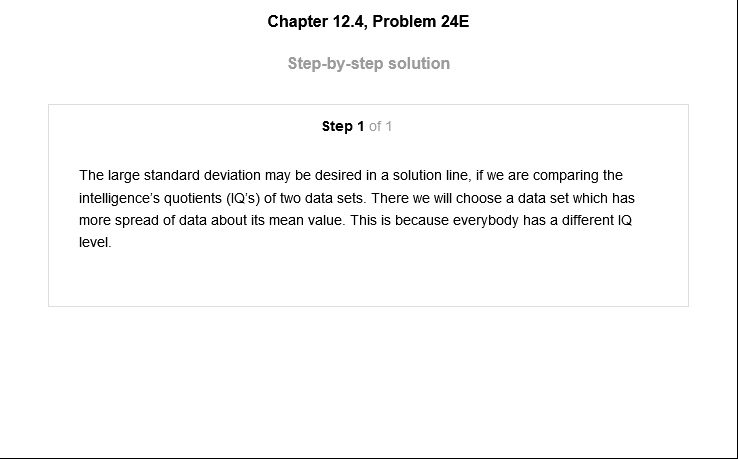 Chapter 12.4, Problem 24E
Step-by-step solution
Step 1 of 1
The large standard deviation may be desired in a solution line, if we are comparing the
intelligence's quotients (IQ's) of two data sets. There we will choose a data set which has
more spread of data about its mean value. This is because everybody has a different IQ
level.